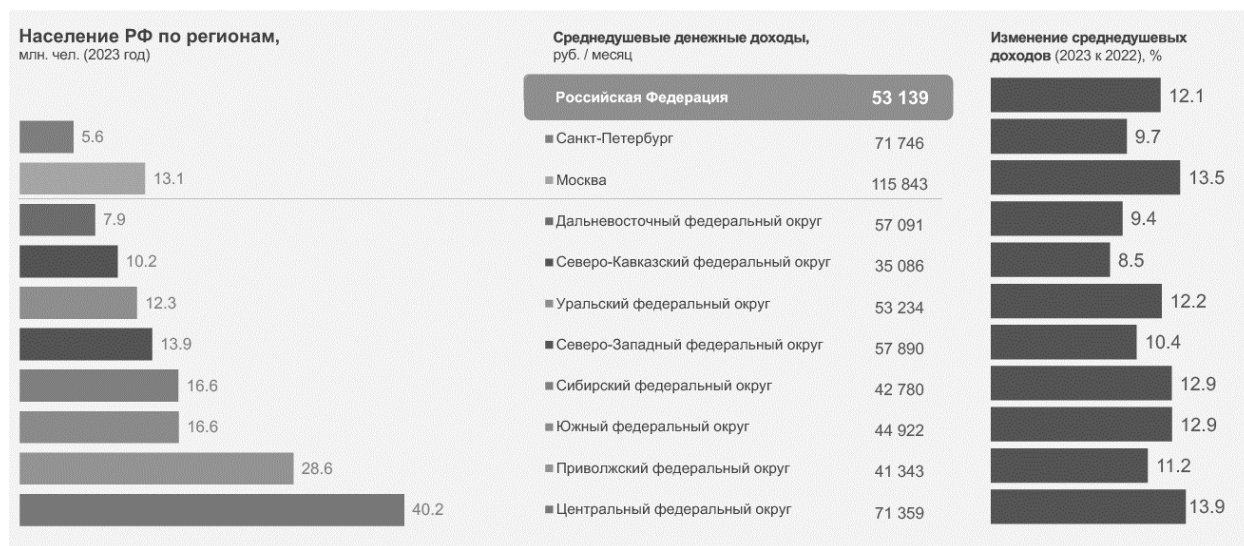 Население РФ по регионам,
млн. чел. (2023 год)
Среднедушевые денежные доходы,
руб. / месяц
Изменение среднедушевых
доходов (2023 к 2022), %
Российская Федерация 53 139 12.1
5.6 Санкт-Петербург 71 746 9.7
13.1 Москва 115 843 13.5
7.9 Дальневосточный федеральный округ 57 091 9.4
10.2 Северо-Кавказский федеральный округ 35 086 8.5
12.3 Уральский федеральный округ 53 234 12.2
13.9 Северо-Западный федеральный округ 57 890 10.4
16.6 Сибирский федеральный округ 42 780 12.9
16.6 Южный федеральный округ 44 922 12.9
28.6 Приволжский федеральный округ 41 343 11.2
40.2 Центральный федеральный округ 71 359 13.9